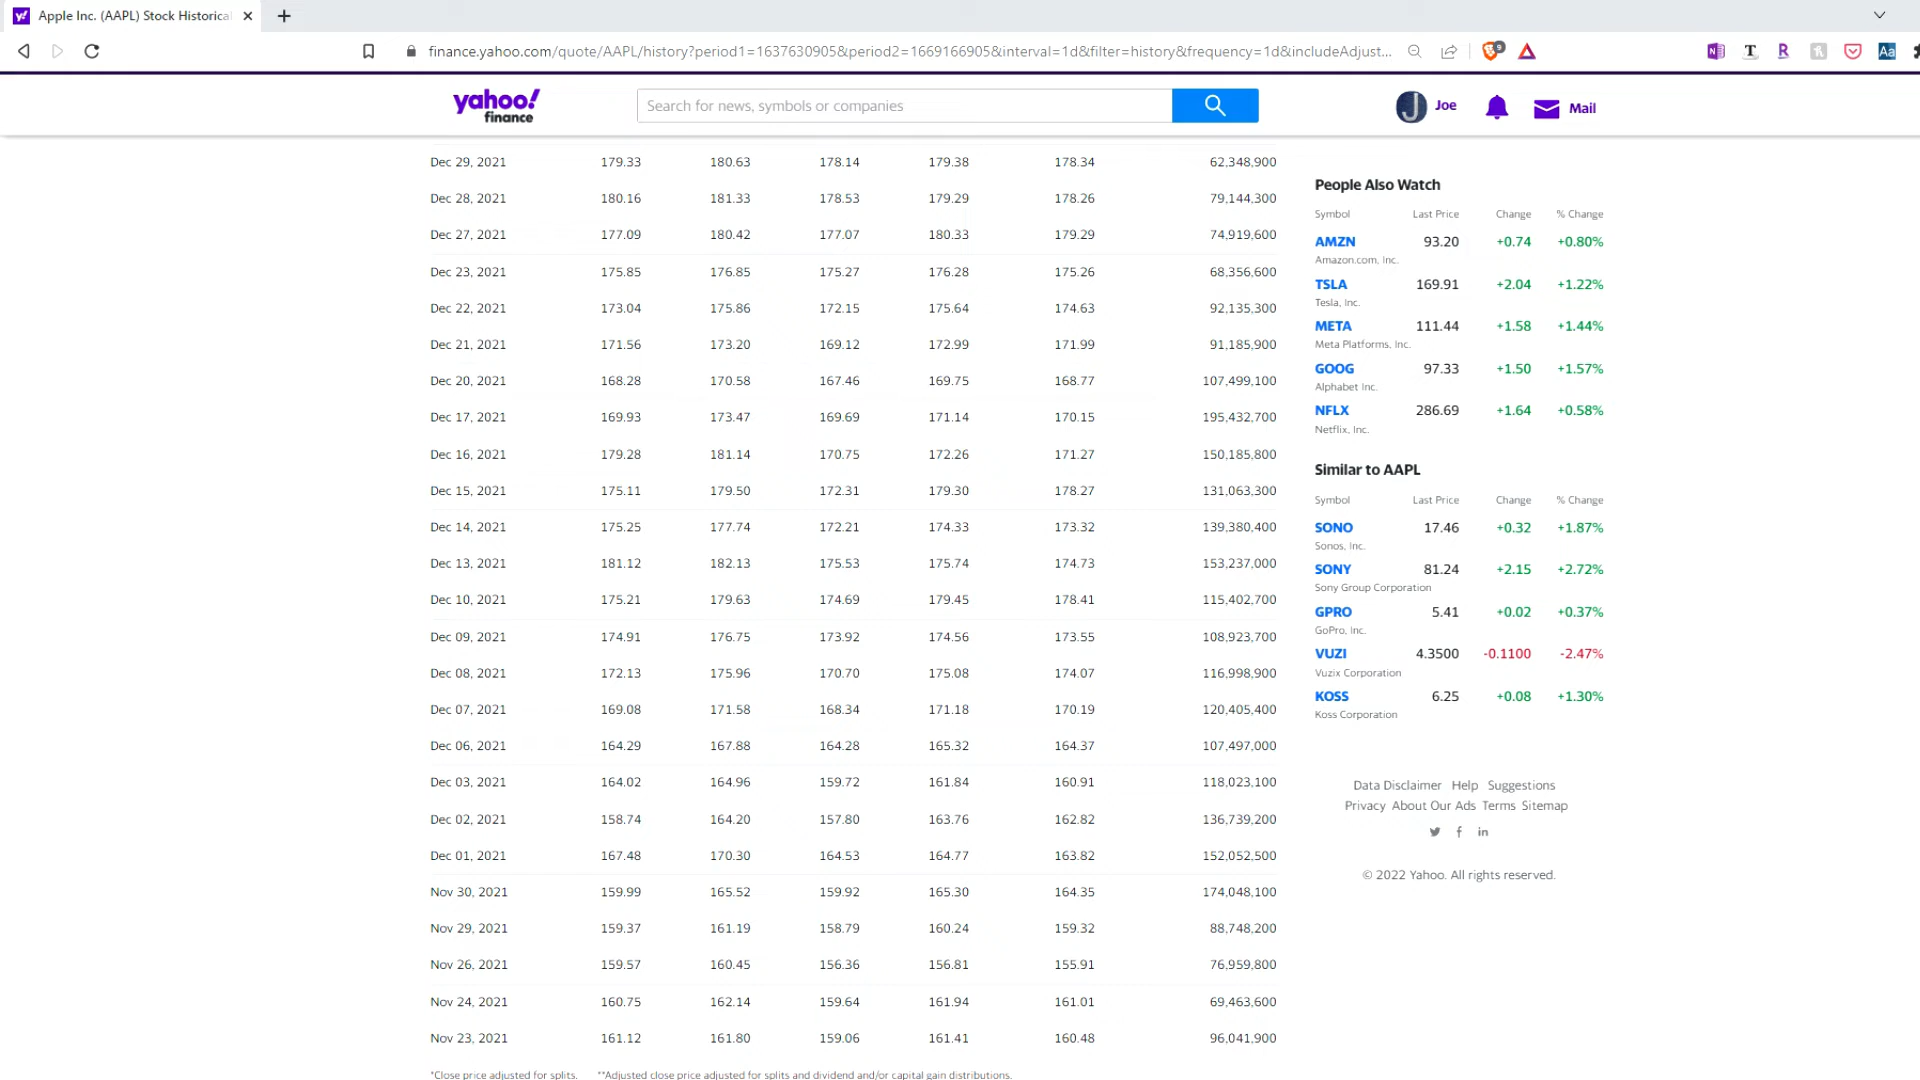 Apple Inc. (AAPL) Stock Historica
finance.yahoo.com/quote/AAPL/history?period1=1637630905&period2=1669166905&interval=1d&filter=history&frequency=1d&includeAdjust...
9
T
R
Aa
yahoo!
finance
Search for news, symbols or companies
J Joe
Mail
Dec 29, 2021 179.33 180.63 178.14 179.38 178.34 62,348,900
Dec 28, 2021 180.16 181.33 178.53 179.29 178.26 79,144,300
Dec 27, 2021 177.09 180.42 177.07 180.33 179.29 74,919,600
Dec 23, 2021 175.85 176.85 175.27 176.28 175.26 68,356,600
Dec 22, 2021 173.04 175.86 172.15 175.64 174.63 92,135,300
Dec 21, 2021 171.56 173.20 169.12 172.99 171.99 91,185,900
Dec 20, 2021 168.28 170.58 167.46 169.75 168.77 107,499,100
Dec 17, 2021 169.93 173.47 169.69 171.14 170.15 195,432,700
Dec 16, 2021 179.28 181.14 170.75 172.26 171.27 150,185,800
Dec 15, 2021 175.11 179.50 172.31 179.30 178.27 131,063,300
Dec 14, 2021 175.25 177.74 172.21 174.33 173.32 139,380,400
Dec 13, 2021 181.12 182.13 175.53 175.74 174.73 153,237,000
Dec 10, 2021 175.21 179.63 174.69 179.45 178.41 115,402,700
Dec 09, 2021 174.91 176.75 173.92 174.56 173.55 108,923,700
Dec 08, 2021 172.13 175.96 170.70 175.08 174.07 116,998,900
Dec 07, 2021 169.08 171.58 168.34 171.18 170.19 120,405,400
Dec 06, 2021 164.29 167.88 164.28 165.32 164.37 107,497,000
Dec 03, 2021 164.02 164.96 159.72 161.84 160.91 118,023,100
Dec 02, 2021 158.74 164.20 157.80 163.76 162.82 136,739,200
Dec 01, 2021 167.48 170.30 164.53 164.77 163.82 152,052,500
Nov 30, 2021 159.99 165.52 159.92 165.30 164.35 174,048,100
Nov 29, 2021 159.37 161.19 158.79 160.24 159.32 88,748,200
Nov 26, 2021 159.57 160.45 156.36 156.81 155.91 76,959,800
Nov 24, 2021 160.75 162.14 159.64 161.94 161.01 69,463,600
Nov 23, 2021 161.12 161.80 159.06 161.41 160.48 96,041,900
*Close price adjusted for splits. **Adjusted close price adjusted for splits and dividend and/or capital gain distributions.
People Also Watch
Symbol Last Price Change % Change
AMZN 93.20 +0.74 +0.80%
Amazon.com, Inc.
TSLA 169.91 +2.04 +1.22%
Tesla, Inc.
META 111.44 +1.58 +1.44%
Meta Platforms, Inc.
GOOG 97.33 +1.50 +1.57%
Alphabet Inc.
NFLX 286.69 +1.64 +0.58%
Netflix, Inc.
Similar to AAPL
Symbol Last Price Change % Change
SONO 17.46 +0.32 +1.87%
Sonos, Inc.
SONY 81.24 +2.15 +2.72%
Sony Group Corporation
GPRO 5.41 +0.02 +0.37%
GoPro, Inc.
VUZI 4.3500 -0.1100 -2.47%
Vuzix Corporation
KOSS 6.25 +0.08 +1.30%
Koss Corporation
Data Disclaimer Help Suggestions
Privacy About Our Ads Terms Sitemap
© 2022 Yahoo. All rights reserved.